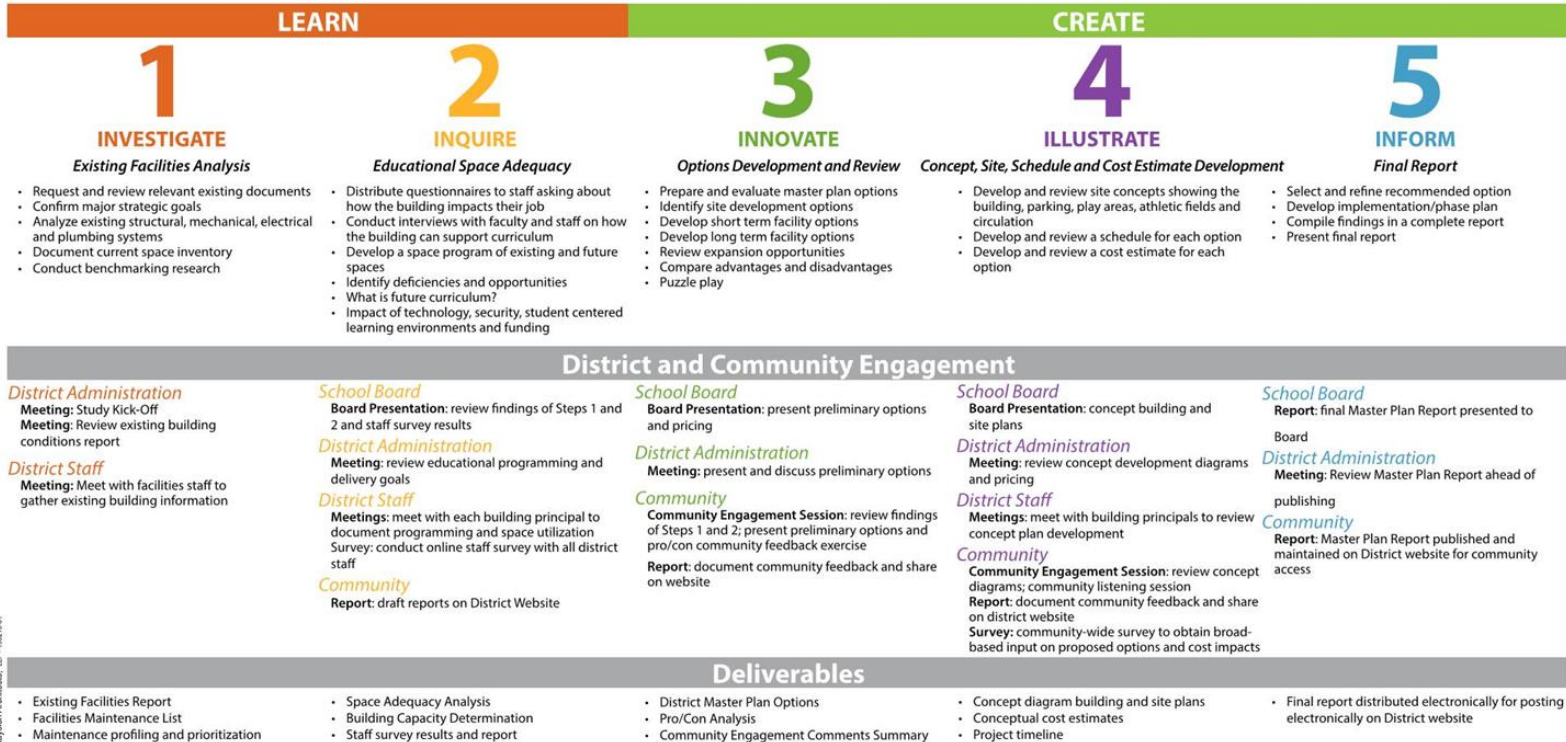 LEARN
CREATE
1
INVESTIGATE
Existing Facilities Analysis
• Request and review relevant existing documents
• Confirm major strategic goals
• Analyze existing structural, mechanical, electrical
and plumbing systems
• Document current space inventory
• Conduct benchmarking research
2
INQUIRE
Educational Space Adequacy
• Distribute questionnaires to staff asking about
how the building impacts their job
• Conduct interviews with faculty and staff on how
the building can support curriculum
• Develop a space program of existing and future
spaces
• Identify deficiencies and opportunities
• What is future curriculum?
• Impact of technology, security, student centered
learning environments and funding
3
INNOVATE
Options Development and Review
• Prepare and evaluate master plan options
• Identify site development options
• Develop short term facility options
• Develop long term facility options
• Review expansion opportunities
• Compare advantages and disadvantages
• Puzzle play
4
ILLUSTRATE
Concept, Site, Schedule and Cost Estimate Development
• Develop and review site concepts showing the
building, parking, play areas, athletic fields and
circulation
• Develop and review a schedule for each option
• Develop and review a cost estimate for each
option
5
INFORM
Final Report
• Select and refine recommended option
• Develop implementation/phase plan
• Compile findings in a complete report
• Present final report
District and Community Engagement
District Administration
Meeting: Study Kick-Off
Meeting: Review existing building
conditions report
District Staff
Meeting: Meet with facilities staff to
gather existing building information
School Board
Board Presentation: review findings of Steps 1 and
2 and staff survey results
District Administration
Meeting: review educational programming and
delivery goals
District Staff
Meetings: meet with each building principal to
document programming and space utilization
Survey: conduct online staff survey with all district
staff
Community
Report: draft reports on District Website
School Board
Board Presentation: present preliminary options
and pricing
District Administration
Meeting: present and discuss preliminary options
Community
Community Engagement Session: review findings
of Steps 1 and 2; present preliminary options and
pro/con community feedback exercise
Report: document community feedback and share
on website
School Board
Board Presentation: concept building and
site plans
District Administration
Meeting: review concept development diagrams
and pricing
District Staff
Meetings: meet with building principals to review
concept plan development
Community
Community Engagement Session: review concept
diagrams; community listening session
Report: document community feedback and share
on district website
Survey: community-wide survey to obtain broad-
based input on proposed options and cost impacts
School Board
Report: final Master Plan Report presented to
Board
District Administration
Meeting: Review Master Plan Report ahead of
publishing
Community
Report: Master Plan Report published and
maintained on District website for community
access
Deliverables
• Existing Facilities Report
• Facilities Maintenance List
• Maintenance profiling and prioritization
• Space Adequacy Analysis
• Building Capacity Determination
• Staff survey results and report
• District Master Plan Options
• Pro/Con Analysis
• Community Engagement Comments Summary
• Concept diagram building and site plans
• Conceptual cost estimates
• Project timeline
• Final report distributed electronically for posting
electronically on District website